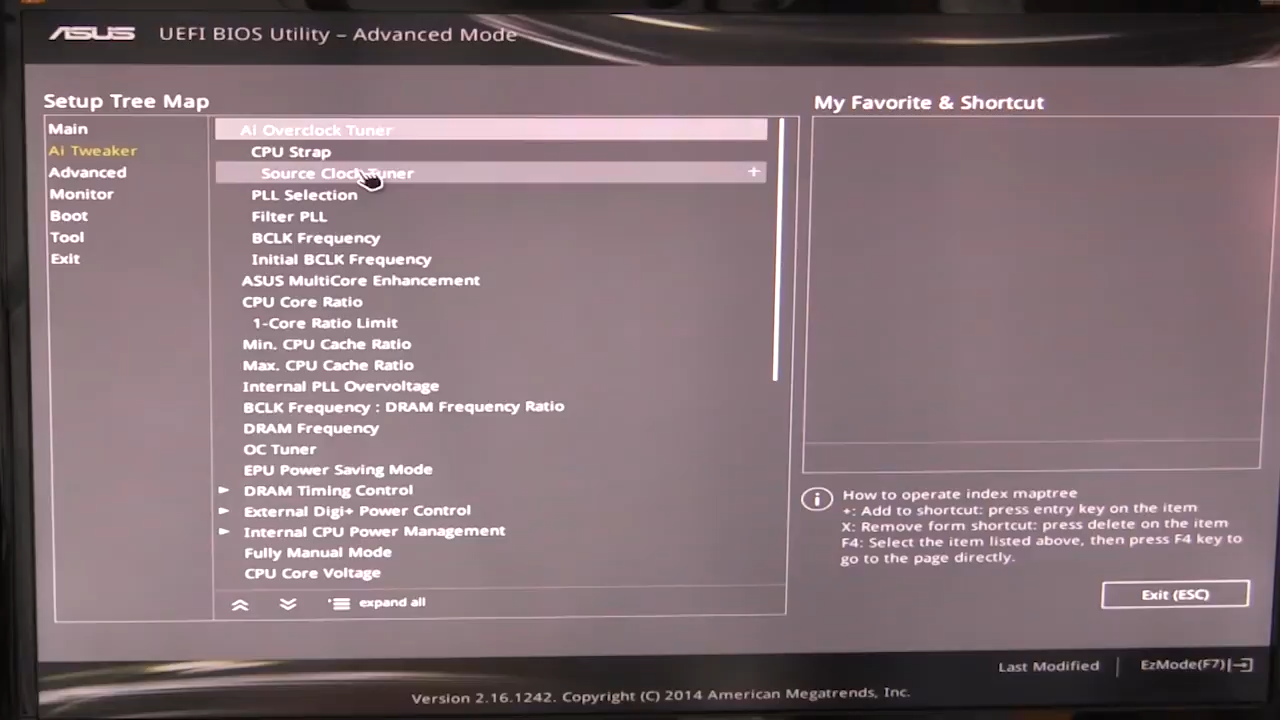 ASUS UEFI BIOS Utility – Advanced Mode
Setup Tree Map
Main
Ai Tweaker
Advanced
Monitor
Boot
Tool
Exit
Ai Overclock Tuner
CPU Strap
Source Clock Tuner +
PLL Selection
Filter PLL
BCLK Frequency
Initial BCLK Frequency
ASUS MultiCore Enhancement
CPU Core Ratio
1-Core Ratio Limit
Min. CPU Cache Ratio
Max. CPU Cache Ratio
Internal PLL Overvoltage
BCLK Frequency : DRAM Frequency Ratio
DRAM Frequency
OC Tuner
EPU Power Saving Mode
DRAM Timing Control
External Digi+ Power Control
Internal CPU Power Management
Fully Manual Mode
CPU Core Voltage
expand all
My Favorite & Shortcut
How to operate index maptree
+: Add to shortcut: press entry key on the item
X: Remove form shortcut: press delete on the item
F4: Select the item listed above, then press F4 key to
go to the page directly.
Exit (ESC)
Last Modified
EzMode(F7)
Version 2.16.1242. Copyright (C) 2014 American Megatrends, Inc.